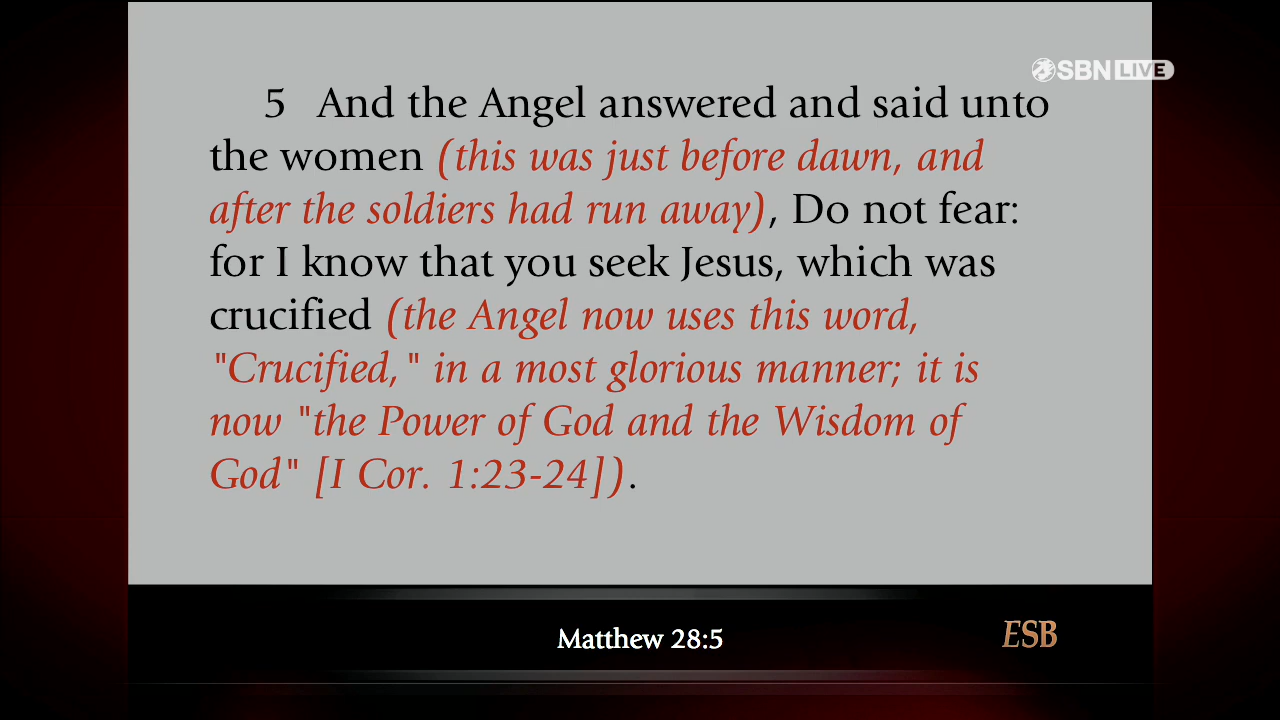 SBN LIVE
5 And the Angel answered and said unto
the women (this was just before dawn, and
after the soldiers had run away), Do not fear:
for I know that you seek Jesus, which was
crucified (the Angel now uses this word,
"Crucified," in a most glorious manner; it is
now "the Power of God and the Wisdom of
God" [I Cor. 1:23-24]).
Matthew 28:5
ESB